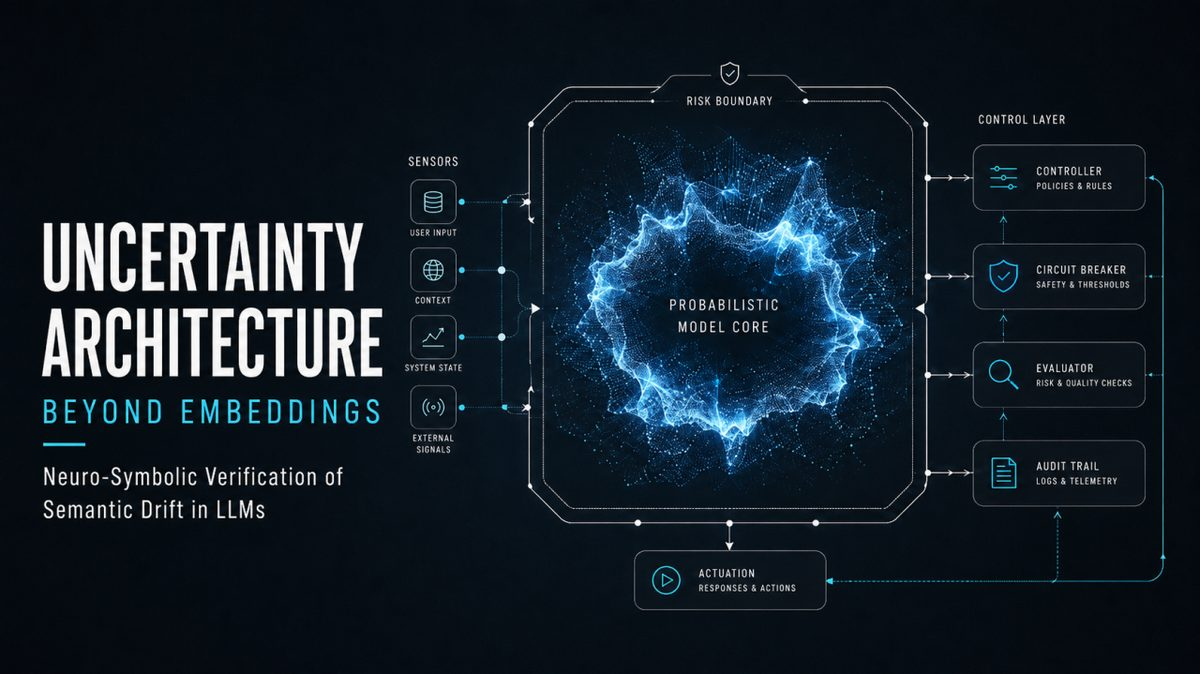 UNCERTAINTY
ARCHITECTURE
BEYOND EMBEDDINGS
Neuro-Symbolic Verification of
Semantic Drift in LLMs
SENSORS
USER INPUT
CONTEXT
SYSTEM STATE
EXTERNAL
SIGNALS
RISK BOUNDARY
PROBABILISTIC
MODEL CORE
CONTROL LAYER
CONTROLLER
POLICIES & RULES
CIRCUIT BREAKER
SAFETY & THRESHOLDS
EVALUATOR
RISK & QUALITY CHECKS
AUDIT TRAIL
LOGS & TELEMETRY
ACTUATION
RESPONSES & ACTIONS